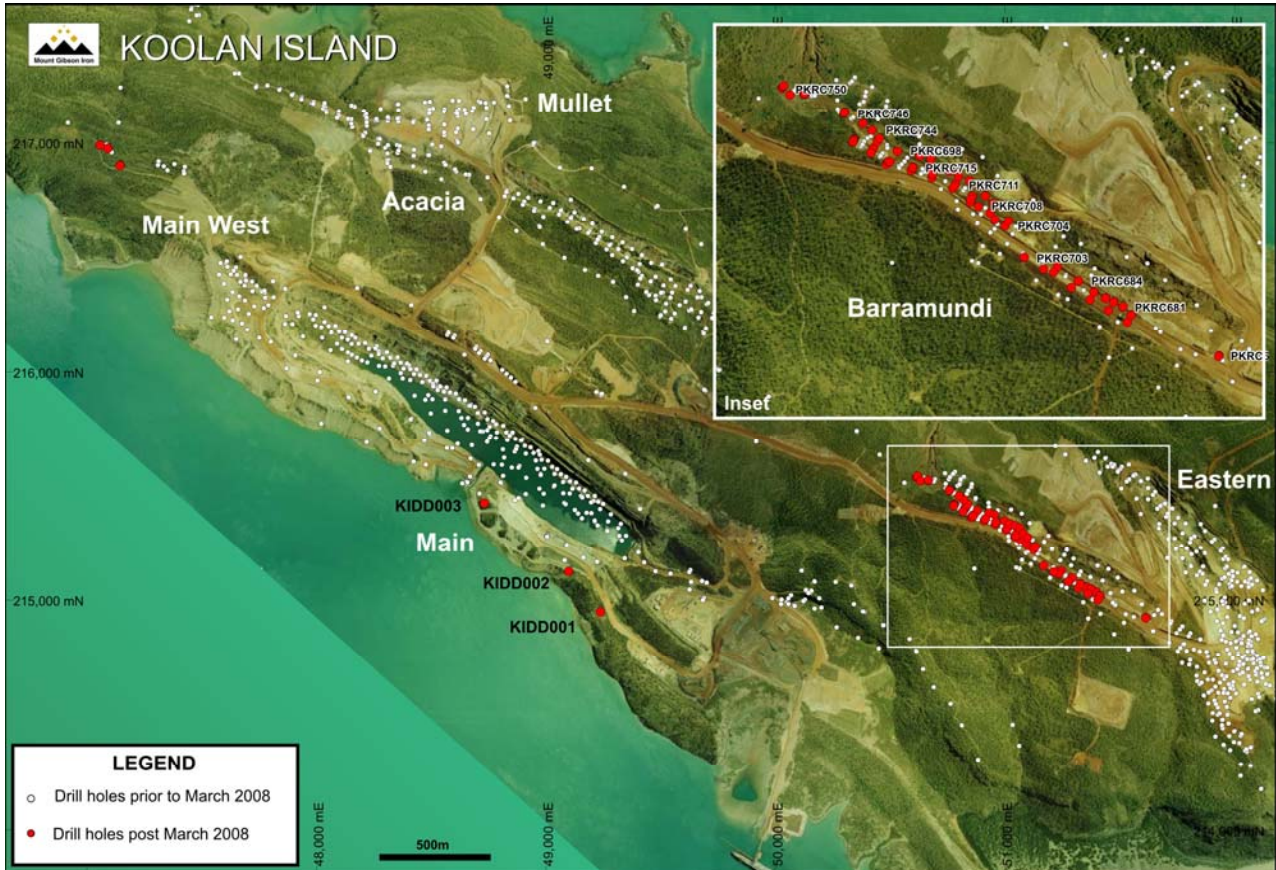 Mount Gibson Iron
KOOLAN ISLAND
49,000 mE
Mullet
217,000 mN
Acacia
Main West
PKRC750
PKRC746
PKRC744
PKRC698
PKRC715
PKRC711
PKRC708
PKRC704
PKRC703
PKRC684
PKRC681
Barramundi
Insef
216,000 mN
Eastern
KIDD003
Main
KIDD002
KIDD001
215,000 mN
LEGEND
Drill holes prior to March 2008
Drill holes post March 2008
500m
48,000 mE
49,000 mE
50,000 mE
51,000 mE